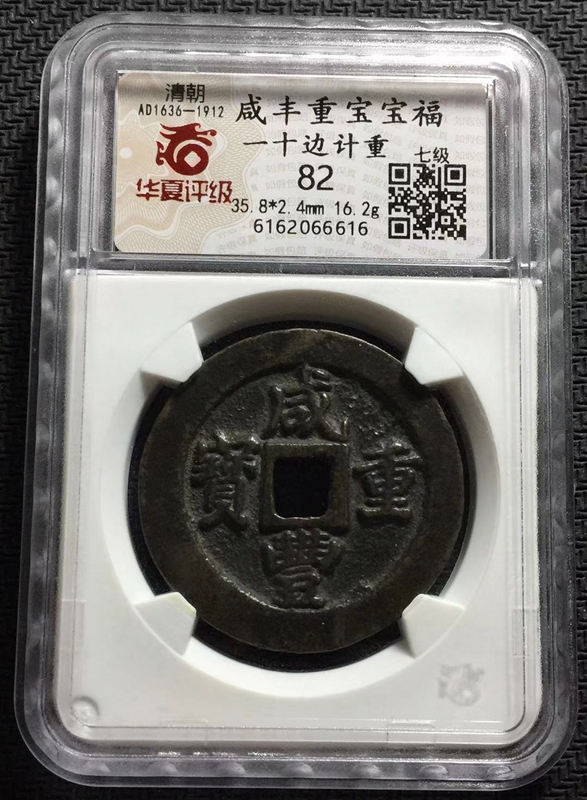 清朝
AD1636—1912
华夏评级
咸丰重宝宝福
一十边计重
七级
82
35.8*2.4mm 16.2g
6162066616
咸
重
寶
豐